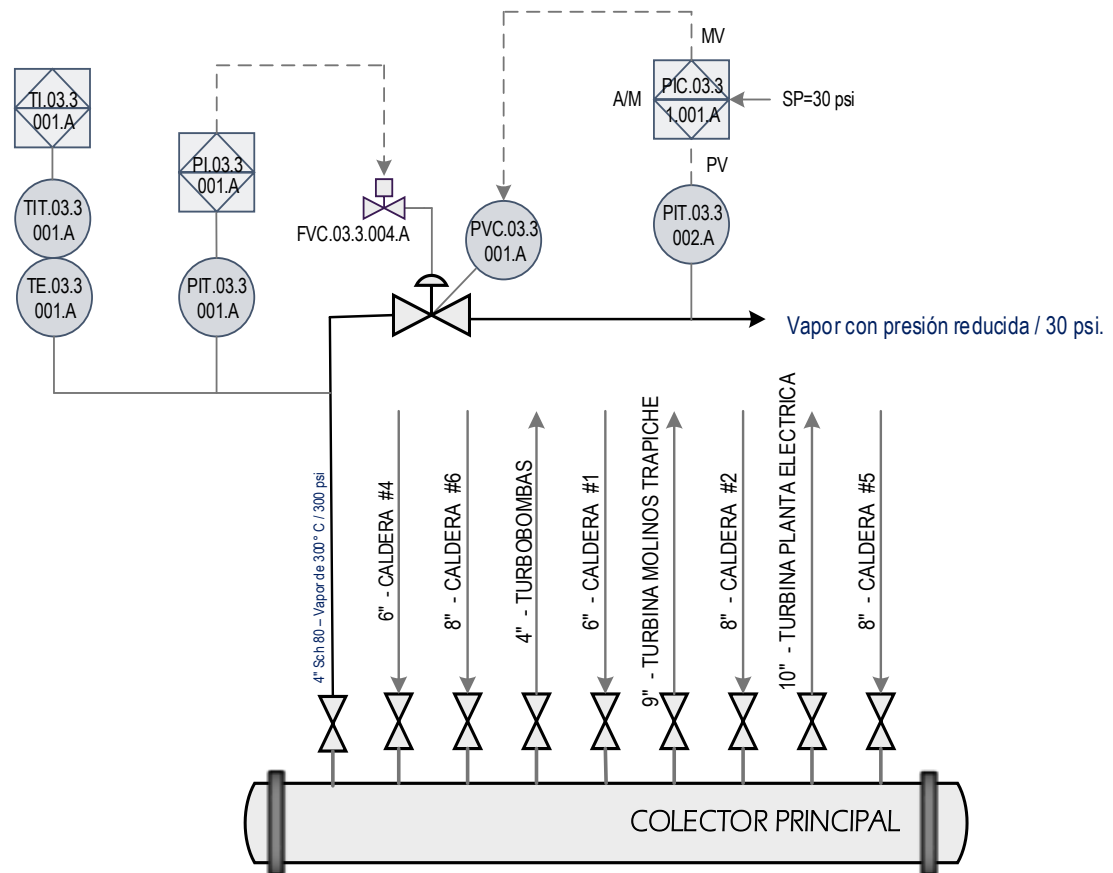 MV
TI.03.3
001.A
PIC.03.3
1.001.A
A/M
SP=30 psi
PI.03.3
001.A
PV
TIT.03.3
001.A
FVC.03.3.004.A
PVC.03.3
001.A
PIT.03.3
002.A
TE.03.3
001.A
PIT.03.3
001.A
Vapor con presión reducida / 30 psi.
4" Sch 80 – Vapor de 300° C / 300 psi
6" - CALDERA #4
8" - CALDERA #6
4" - TURBOBOMBAS
6" - CALDERA #1
9" - TURBINA MOLINOS TRAPICHE
8" - CALDERA #2
10" - TURBINA PLANTA ELECTRICA
8" - CALDERA #5
COLECTOR PRINCIPAL